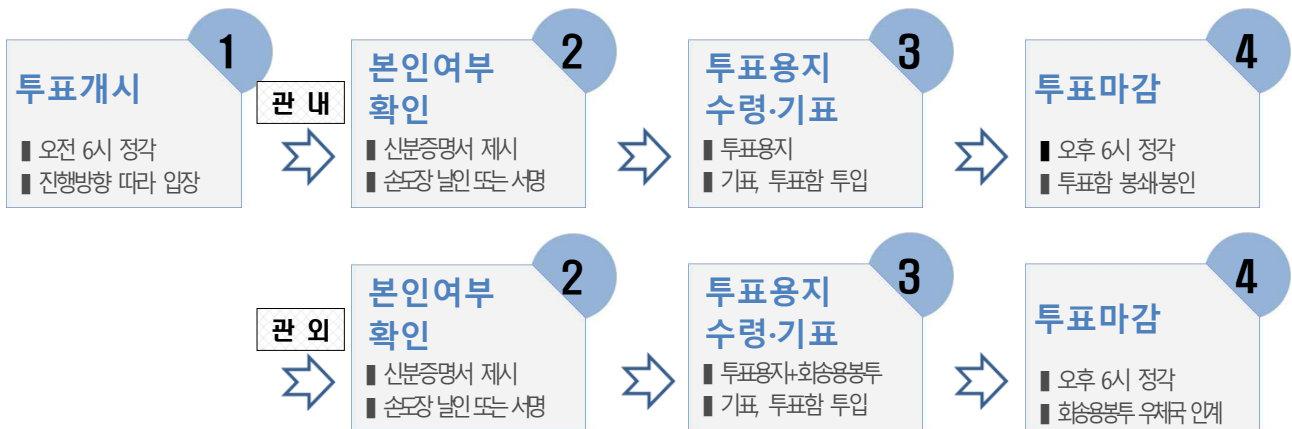 1
투표개시
▮ 오전 6시 정각
▮ 진행방향 따라 입장
관 내
2
본인여부
확인
▮ 신분증명서 제시
▮ 손도장 날인 또는 서명
3
투표용지
수령·기표
▮ 투표용지
▮ 기표, 투표함 투입
4
투표마감
▮ 오후 6시 정각
▮ 투표함 봉쇄·봉인
관 외
2
본인여부
확인
▮ 신분증명서 제시
▮ 손도장 날인 또는 서명
3
투표용지
수령·기표
▮ 투표용지+회송용봉투
▮ 기표, 투표함 투입
4
투표마감
▮ 오후 6시 정각
▮ 회송용봉투 우체국 인계